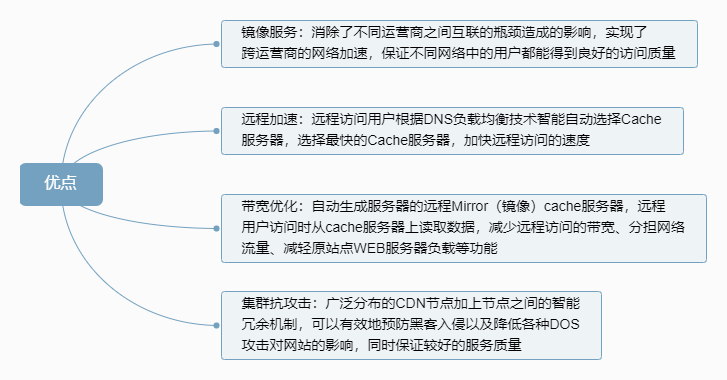 镜像服务：消除了不同运营商之间互联的瓶颈造成的影响，实现了
跨运营商的网络加速，保证不同网络中的用户都能得到良好的访问质量
远程加速：远程访问用户根据DNS负载均衡技术智能自动选择Cache
服务器，选择最快的Cache服务器，加快远程访问的速度
优点
带宽优化：自动生成服务器的远程Mirror（镜像）cache服务器，远程
用户访问时从cache服务器上读取数据，减少远程访问的带宽、分担网络
流量、减轻原站点WEB服务器负载等功能
集群抗攻击：广泛分布的CDN节点加上节点之间的智能
冗余机制，可以有效地预防黑客入侵以及降低各种DOS
攻击对网站的影响，同时保证较好的服务质量